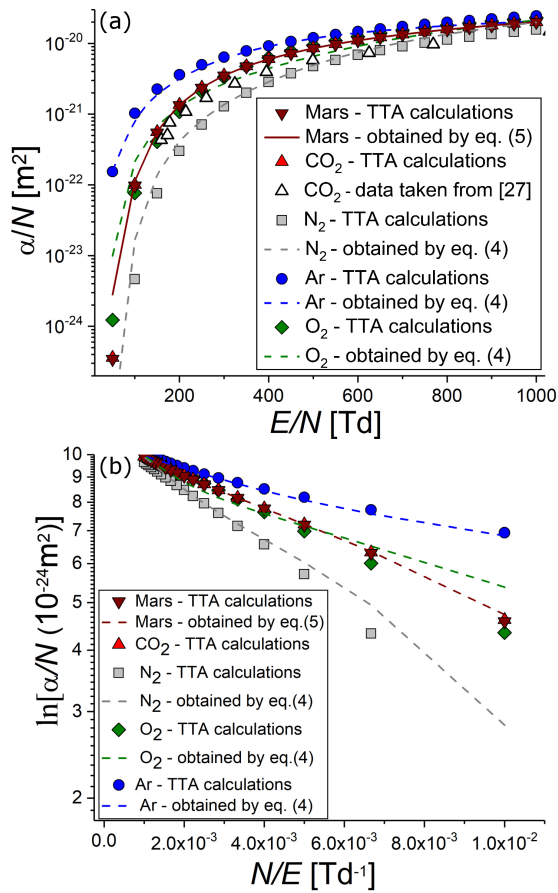 (a)
10⁻²⁰
10⁻²¹
10⁻²²
10⁻²³
10⁻²⁴
α/N [m²]
Mars - TTA calculations
Mars - obtained by eq. (5)
CO₂ - TTA calculations
CO₂ - data taken from [27]
N₂ - TTA calculations
N₂ - obtained by eq. (4)
Ar - TTA calculations
Ar - obtained by eq. (4)
O₂ - TTA calculations
O₂ - obtained by eq. (4)
200 400 600 800 1000
E/N [Td]
(b)
10
9
8
7
6
5
4
3
2
ln[α/N (10⁻²⁴m²)]
Mars - TTA calculations
Mars - obtained by eq.(5)
CO₂ - TTA calculations
N₂ - TTA calculations
N₂ - obtained by eq.(4)
O₂ - TTA calculations
O₂ - obtained by eq.(4)
Ar - TTA calculations
Ar - obtained by eq. (4)
0.0 2.0x10⁻³ 4.0x10⁻³ 6.0x10⁻³ 8.0x10⁻³ 1.0x10⁻²
N/E [Td⁻¹]